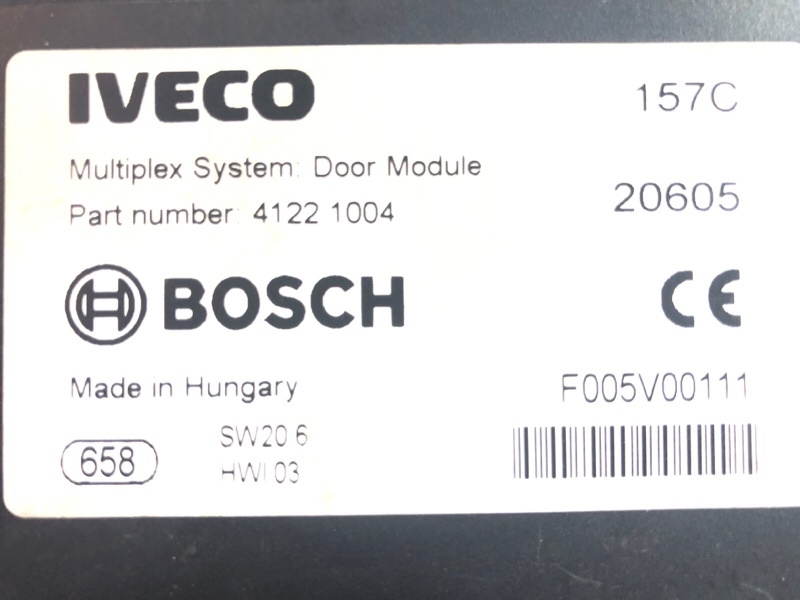 IVECO 157C
Multiplex System: Door Module
Part number: 4122 1004 20605
BOSCH CE
Made in Hungary F005V00111
658 SW20 6
HWI 03